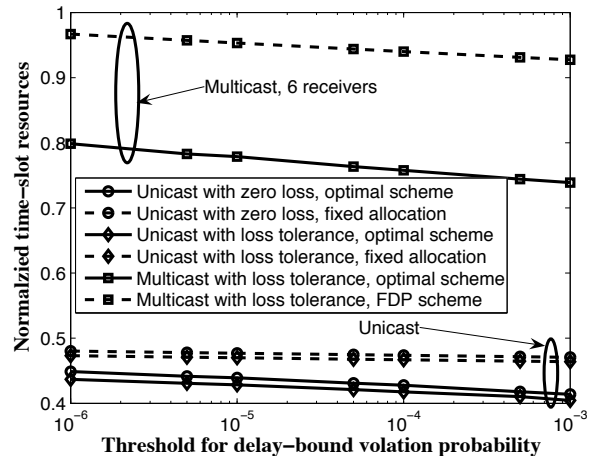 1
0.9
0.8
0.7
0.6
0.5
0.4
Normalzied time-slot resources
Multicast, 6 receivers
Unicast with zero loss, optimal scheme
Unicast with zero loss, fixed allocation
Unicast with loss tolerance, optimal scheme
Unicast with loss tolerance, fixed allocation
Multicast with loss tolerance, optimal scheme
Multicast with loss tolerance, FDP scheme
Unicast
10^-6
10^-5
10^-4
10^-3
Threshold for delay-bound volation probability